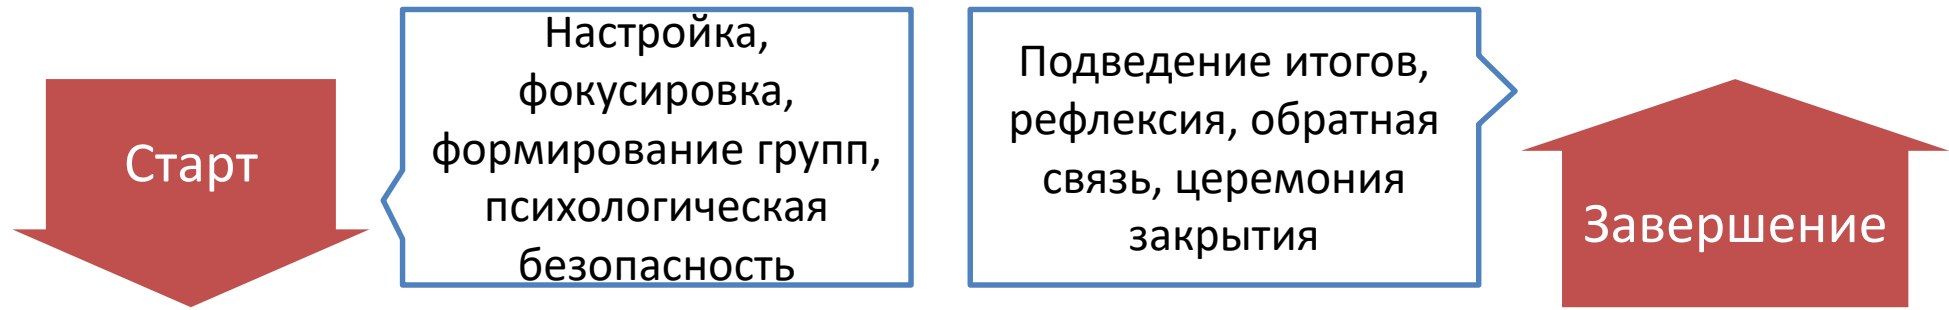 Старт
Настройка,
фокусировка,
формирование групп,
психологическая
безопасность
Подведение итогов,
рефлексия, обратная
связь, церемония
закрытия
Завершение